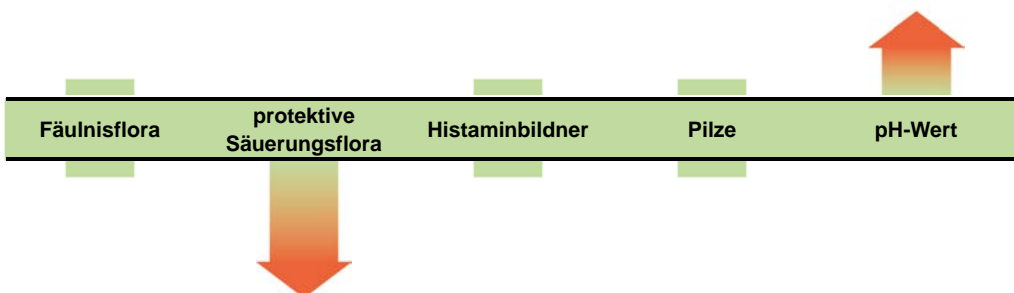 Fäulnisflora
protektive
Säuerungsflora
Histaminbildner
Pilze
pH-Wert